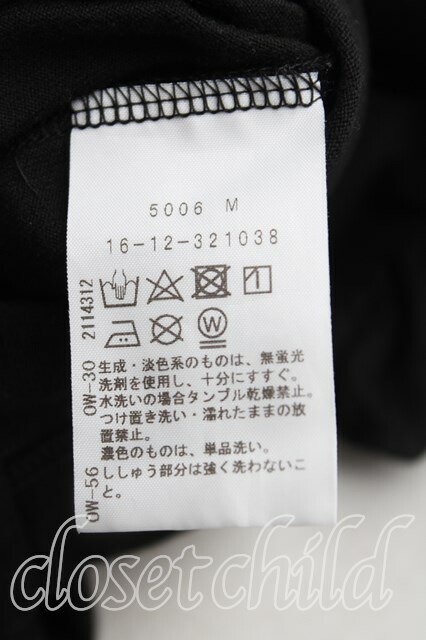 5006 M
16-12-321038
2114312
OW-30
OW-56
生成・淡色系のものは、無蛍光
洗剤を使用し、十分にすすぐ。
水洗いの場合タンブル乾燥禁止。
つけ置き洗い・濡れたままの放
置禁止。
濃色のものは、単品洗い。
ししゅう部分は強く洗わないこ
と。
W
closet child